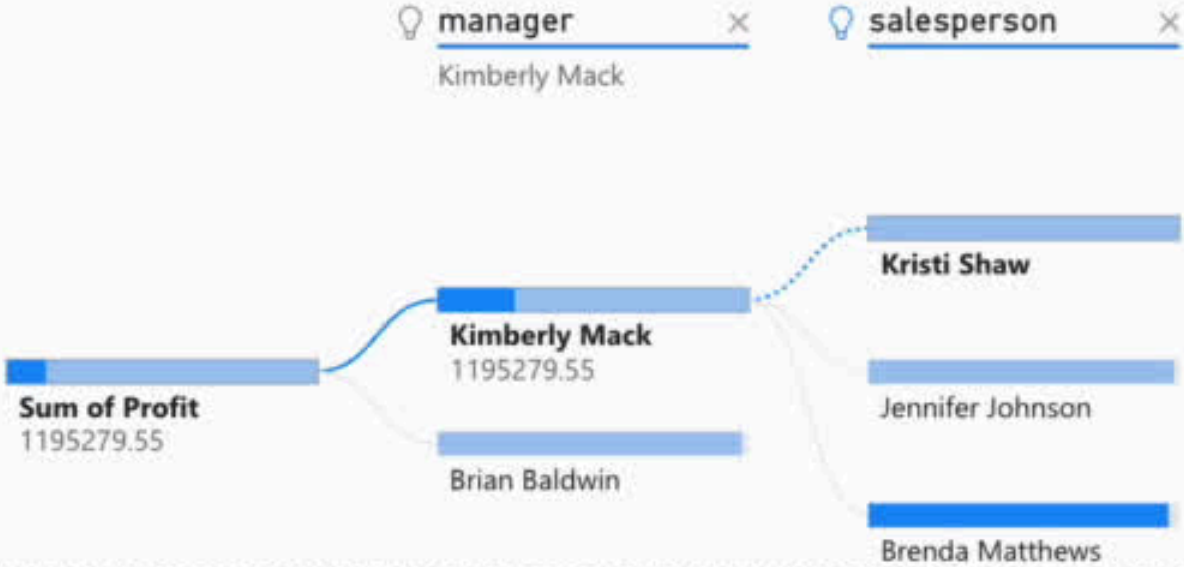 manager
salesperson
Kimberly Mack
Kristi Shaw
Kimberly Mack
1195279.55
Sum of Profit
1195279.55
Jennifer Johnson
Brian Baldwin
Brenda Matthews